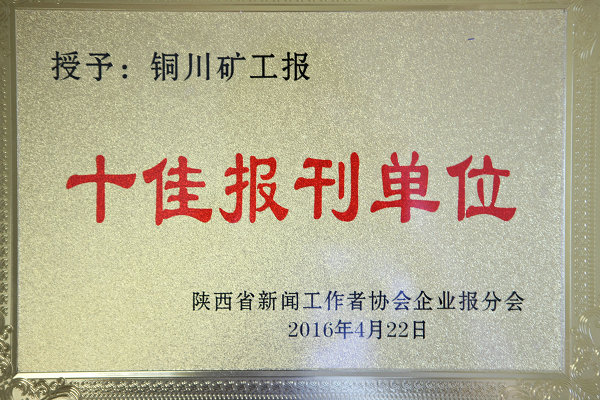 授予：铜川矿工报
十佳报刊单位
陕西省新闻工作者协会企业报分会
2016年4月22日